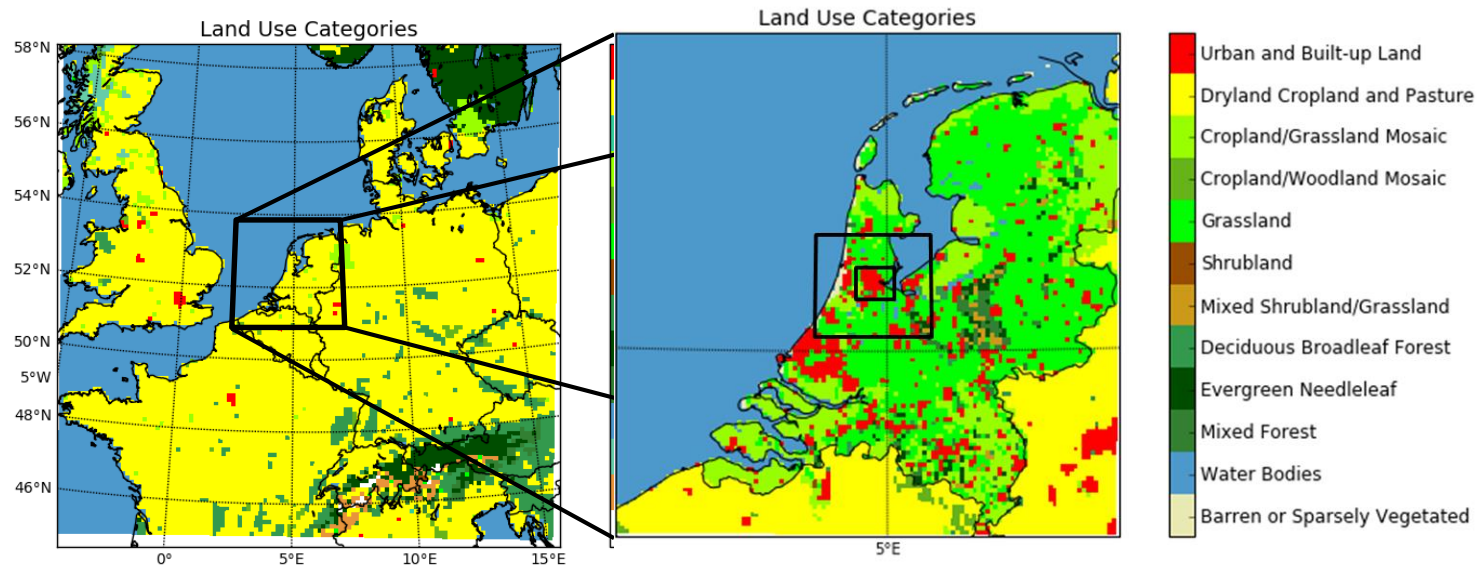 Land Use Categories
58°N
56°N
54°N
52°N
50°N
5°W
48°N
46°N
0°
5°E
10°E
15°E
Land Use Categories
5°E
Urban and Built-up Land
Dryland Cropland and Pasture
Cropland/Grassland Mosaic
Cropland/Woodland Mosaic
Grassland
Shrubland
Mixed Shrubland/Grassland
Deciduous Broadleaf Forest
Evergreen Needleleaf
Mixed Forest
Water Bodies
Barren or Sparsely Vegetated